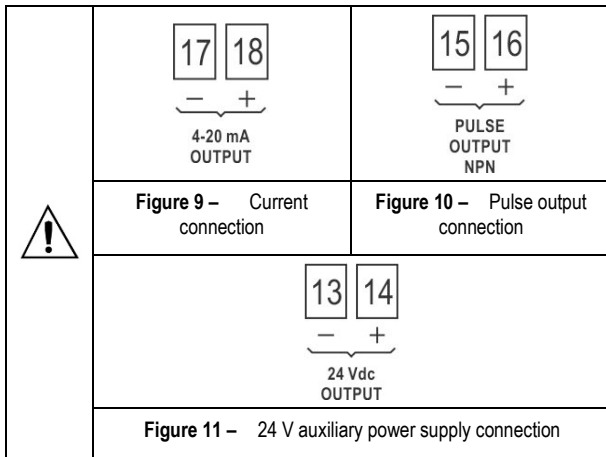 17 18
– +
4-20 mA
OUTPUT
Figure 9 – Current
connection
15 16
– +
PULSE
OUTPUT
NPN
Figure 10 – Pulse output
connection
13 14
– +
24 Vdc
OUTPUT
Figure 11 – 24 V auxiliary power supply connection